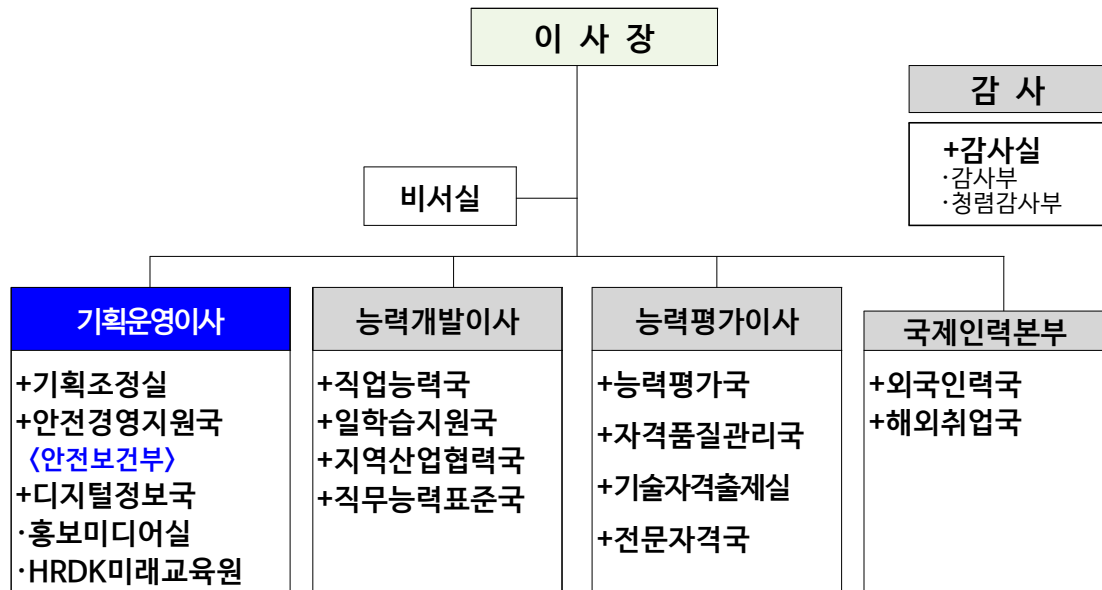 이 사 장
감 사
+감사실
·감사부
·청렴감사부
비서실
기획운영이사
+기획조정실
+안전경영지원국
〈안전보건부〉
+디지털정보국
·홍보미디어실
·HRDK미래교육원
능력개발이사
+직업능력국
+일학습지원국
+지역산업협력국
+직무능력표준국
능력평가이사
+능력평가국
+자격품질관리국
+기술자격출제실
+전문자격국
국제인력본부
+외국인력국
+해외취업국